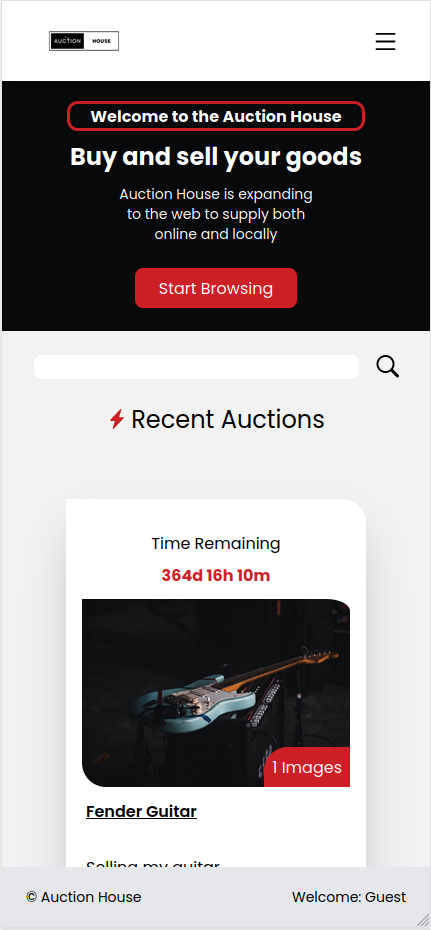 AUCTION HOUSE
Welcome to the Auction House
Buy and sell your goods
Auction House is expanding
to the web to supply both
online and locally
Start Browsing
Recent Auctions
Time Remaining
364d 16h 10m
1 Images
Fender Guitar
Selling my guitar
© Auction House
Welcome: Guest